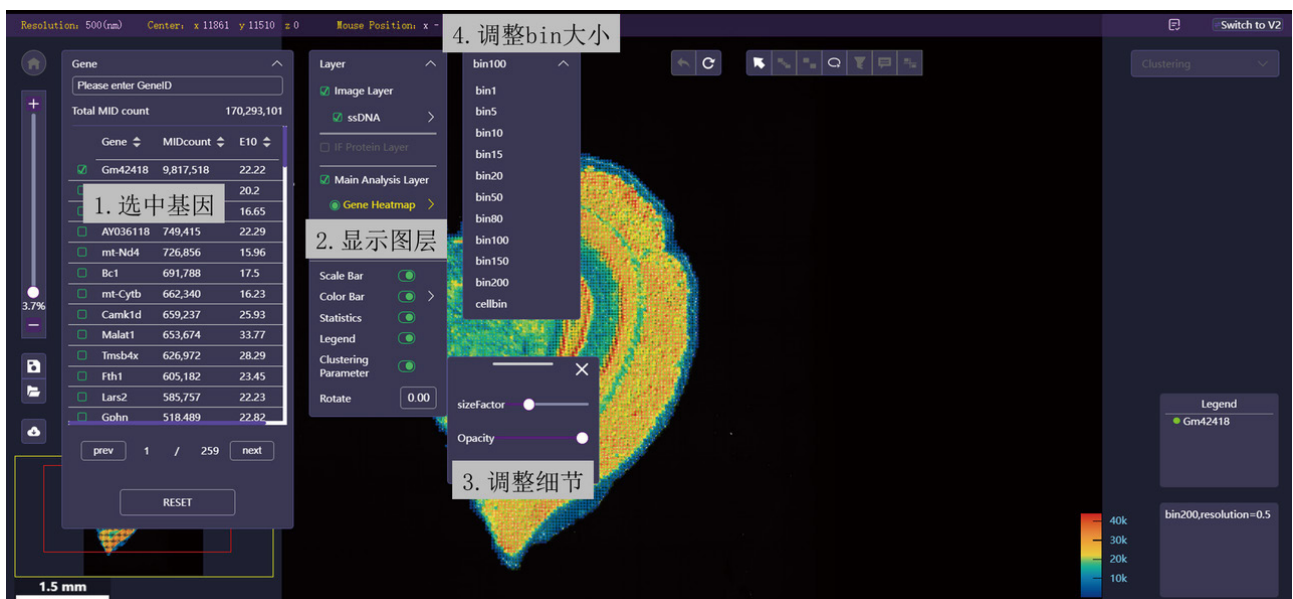 Resolution: 500(nm) Center: x 11861 y 11510 z 0 Mouse Position: x -
Switch to V2
4. 调整bin大小
Gene
Please enter GeneID
Total MID count 170,293,101
Gene MIDcount E10
Gm42418 9,817,518 22.22
20.2
16.65
1. 选中基因
AY036118 749,415 22.29
mt-Nd4 726,856 15.96
Bc1 691,788 17.5
mt-Cytb 662,340 16.23
Camk1d 659,237 25.93
Malat1 653,674 33.77
Tmsb4x 626,972 28.29
Fth1 605,182 23.45
Lars2 585,757 22.23
Gphn 518,489 22.82
prev 1 / 259 next
RESET
3.7%
1.5 mm
Layer
Image Layer
ssDNA
IF Protein Layer
Main Analysis Layer
Gene Heatmap
2. 显示图层
Scale Bar
Color Bar
Statistics
Legend
Clustering
Parameter
Rotate 0.00
bin100
bin1
bin5
bin10
bin15
bin20
bin50
bin80
bin100
bin150
bin200
cellbin
sizeFactor
Opacity
3. 调整细节
Clustering
Legend
Gm42418
bin200,resolution=0.5
40k
30k
20k
10k